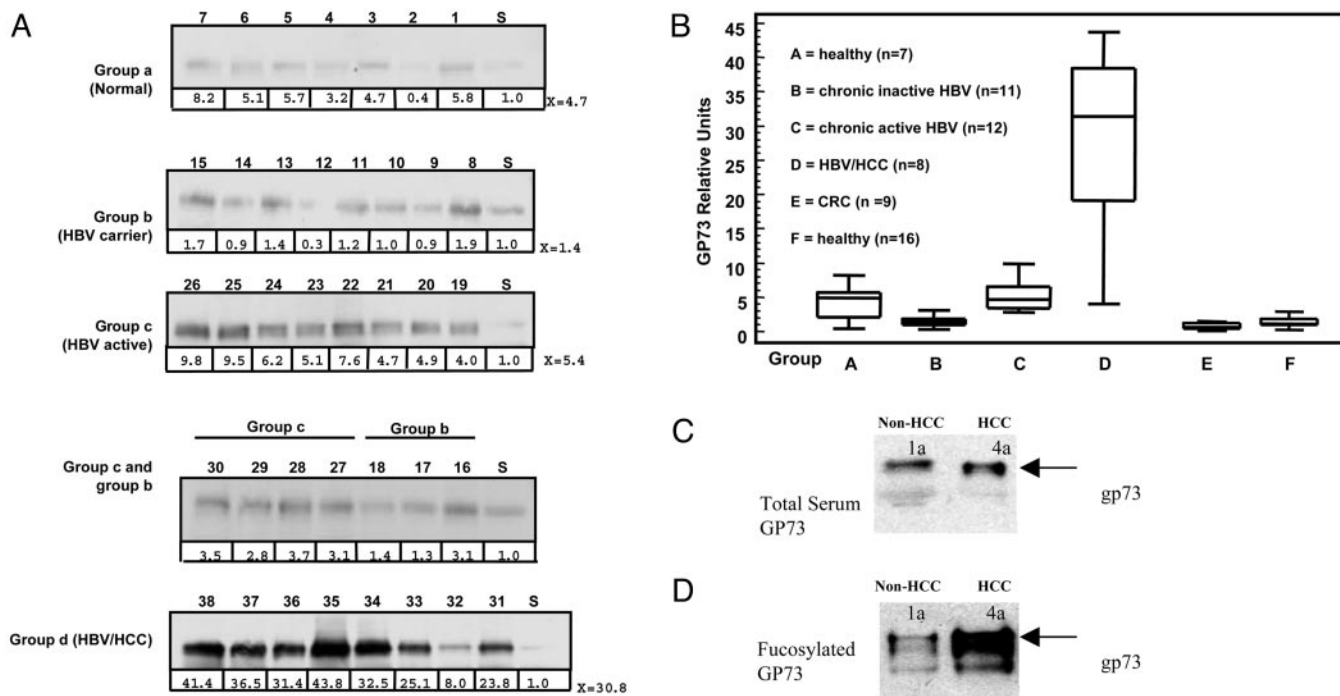 A
7 6 5 4 3 2 1 S
Group a
(Normal)
8.2 5.1 5.7 3.2 4.7 0.4 5.8 1.0 X=4.7
15 14 13 12 11 10 9 8 S
Group b
(HBV carrier)
1.7 0.9 1.4 0.3 1.2 1.0 0.9 1.9 1.0 X=1.4
26 25 24 23 22 21 20 19 S
Group c
(HBV active)
9.8 9.5 6.2 5.1 7.6 4.7 4.9 4.0 1.0 X=5.4
Group c Group b
30 29 28 27 18 17 16 S
Group c and
group b
3.5 2.8 3.7 3.1 1.4 1.3 3.1 1.0
38 37 36 35 34 33 32 31 S
Group d (HBV/HCC)
41.4 36.5 31.4 43.8 32.5 25.1 8.0 23.8 1.0 X=30.8
B
GP73 Relative Units
45
40
35
30
25
20
15
10
5
0
A = healthy (n=7)
B = chronic inactive HBV (n=11)
C = chronic active HBV (n=12)
D = HBV/HCC (n=8)
E = CRC (n =9)
F = healthy (n=16)
Group A B C D E F
C
Non-HCC HCC
1a 4a
Total Serum
GP73
gp73
D
Non-HCC HCC
1a 4a
Fucosylated
GP73
gp73